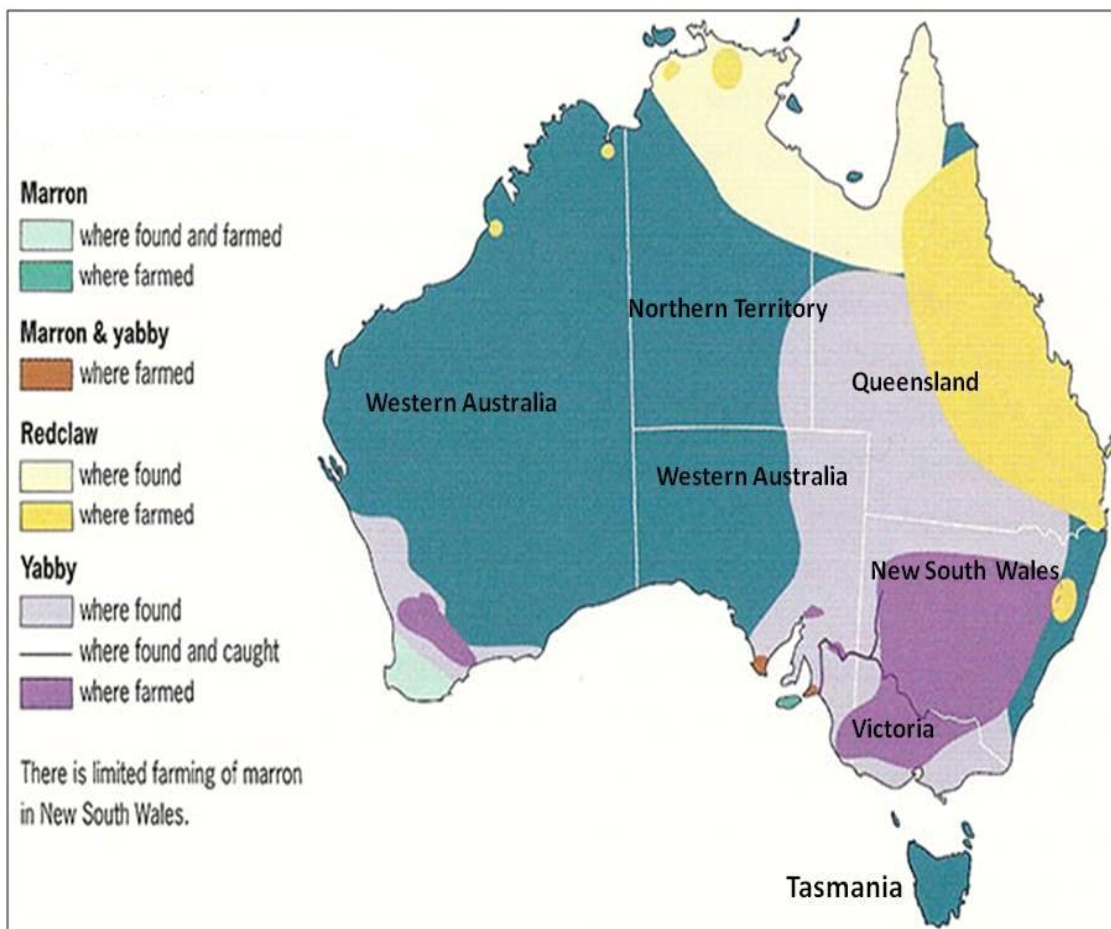 Marron
where found and farmed
where farmed
Marron & yabby
where farmed
Redclaw
where found
where farmed
Yabby
where found
where found and caught
where farmed
There is limited farming of marron
in New South Wales.
Northern Territory
Queensland
Western Australia
Western Australia
New South Wales
Victoria
Tasmania